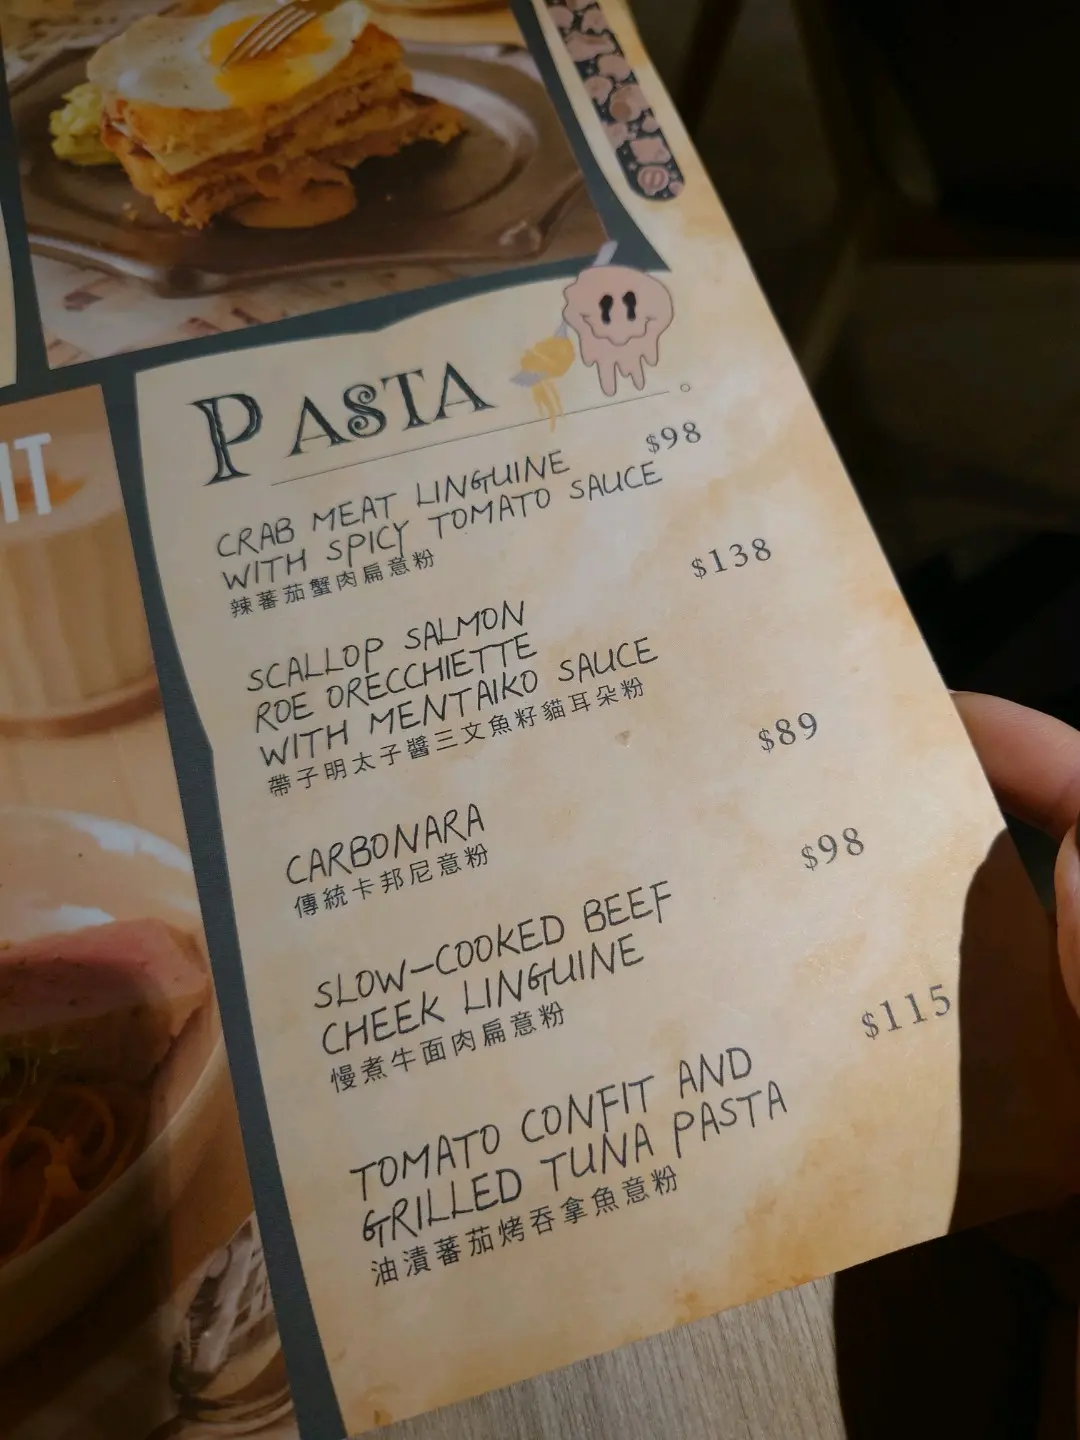 IT
PASTA
CRAB MEAT LINGUINE $98
WITH SPICY TOMATO SAUCE
辣蕃茄蟹肉扁意粉
SCALLOP SALMON $138
ROE ORECCHIETTE
WITH MENTAIKO SAUCE
帶子明太子醬三文魚籽貓耳朵粉
CARBONARA $89
傳統卡邦尼意粉
SLOW-COOKED BEEF $98
CHEEK LINGUINE
慢煮牛面肉扁意粉
TOMATO CONFIT AND $115
GRILLED TUNA PASTA
油漬蕃茄烤吞拿魚意粉